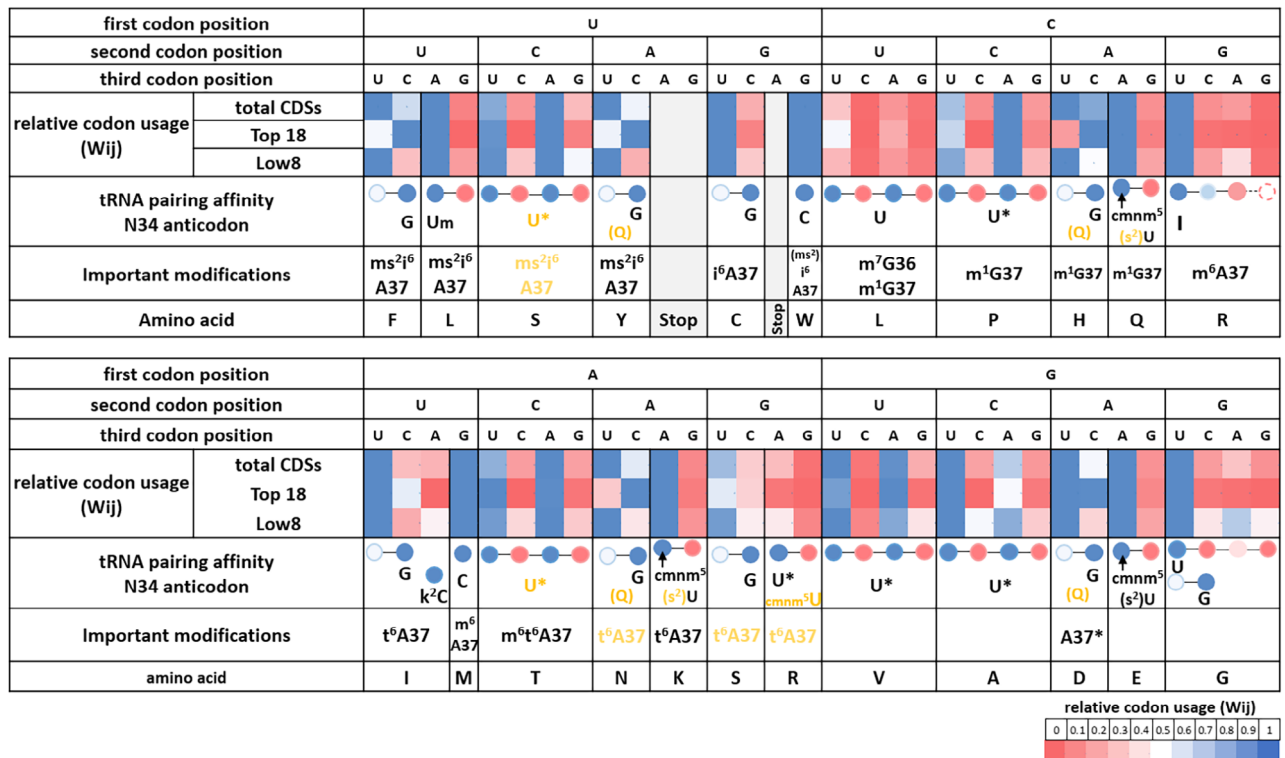 first codon position U C
second codon position U C A G U C A G
third codon position U C A G U C A G U C A G U C A G U C A G U C A G U C A G U C A G
relative codon usage (Wij) total CDSs
Top 18
Low8
tRNA pairing affinity
N34 anticodon G Um U* G (Q) G C U U* G (Q) cmnm⁵ (s²)U I
Important modifications ms²i⁶ A37 ms²i⁶ A37 ms²i⁶ A37 ms²i⁶ A37 i⁶A37 (ms²) i⁶ A37 m⁷G36 m¹G37 m¹G37 m¹G37 m¹G37 m⁶A37
Amino acid F L S Y Stop C Stop W L P H Q R
first codon position A G
second codon position U C A G U C A G
third codon position U C A G U C A G U C A G U C A G U C A G U C A G U C A G U C A G
relative codon usage (Wij) total CDSs
Top 18
Low8
tRNA pairing affinity
N34 anticodon G k²C C U* G (Q) cmnm⁵ (s²)U G U* cmnm⁵U U* U* G (Q) cmnm⁵ (s²)U U G
Important modifications t⁶A37 m⁶ A37 m⁶t⁶A37 t⁶A37 t⁶A37 t⁶A37 t⁶A37 A37*
amino acid I M T N K S R V A D E G
relative codon usage (Wij)
0 0.1 0.2 0.3 0.4 0.5 0.6 0.7 0.8 0.9 1